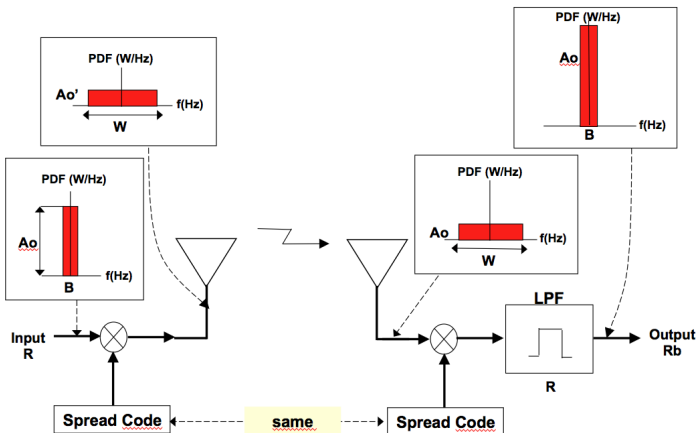 PDF (W/Hz)
Ao
f(Hz)
B
PDF (W/Hz)
Ao'
f(Hz)
W
PDF (W/Hz)
Ao
f(Hz)
B
PDF (W/Hz)
Ao
f(Hz)
W
LPF
Input
R
Output
Rb
R
Spread Code
same
Spread Code